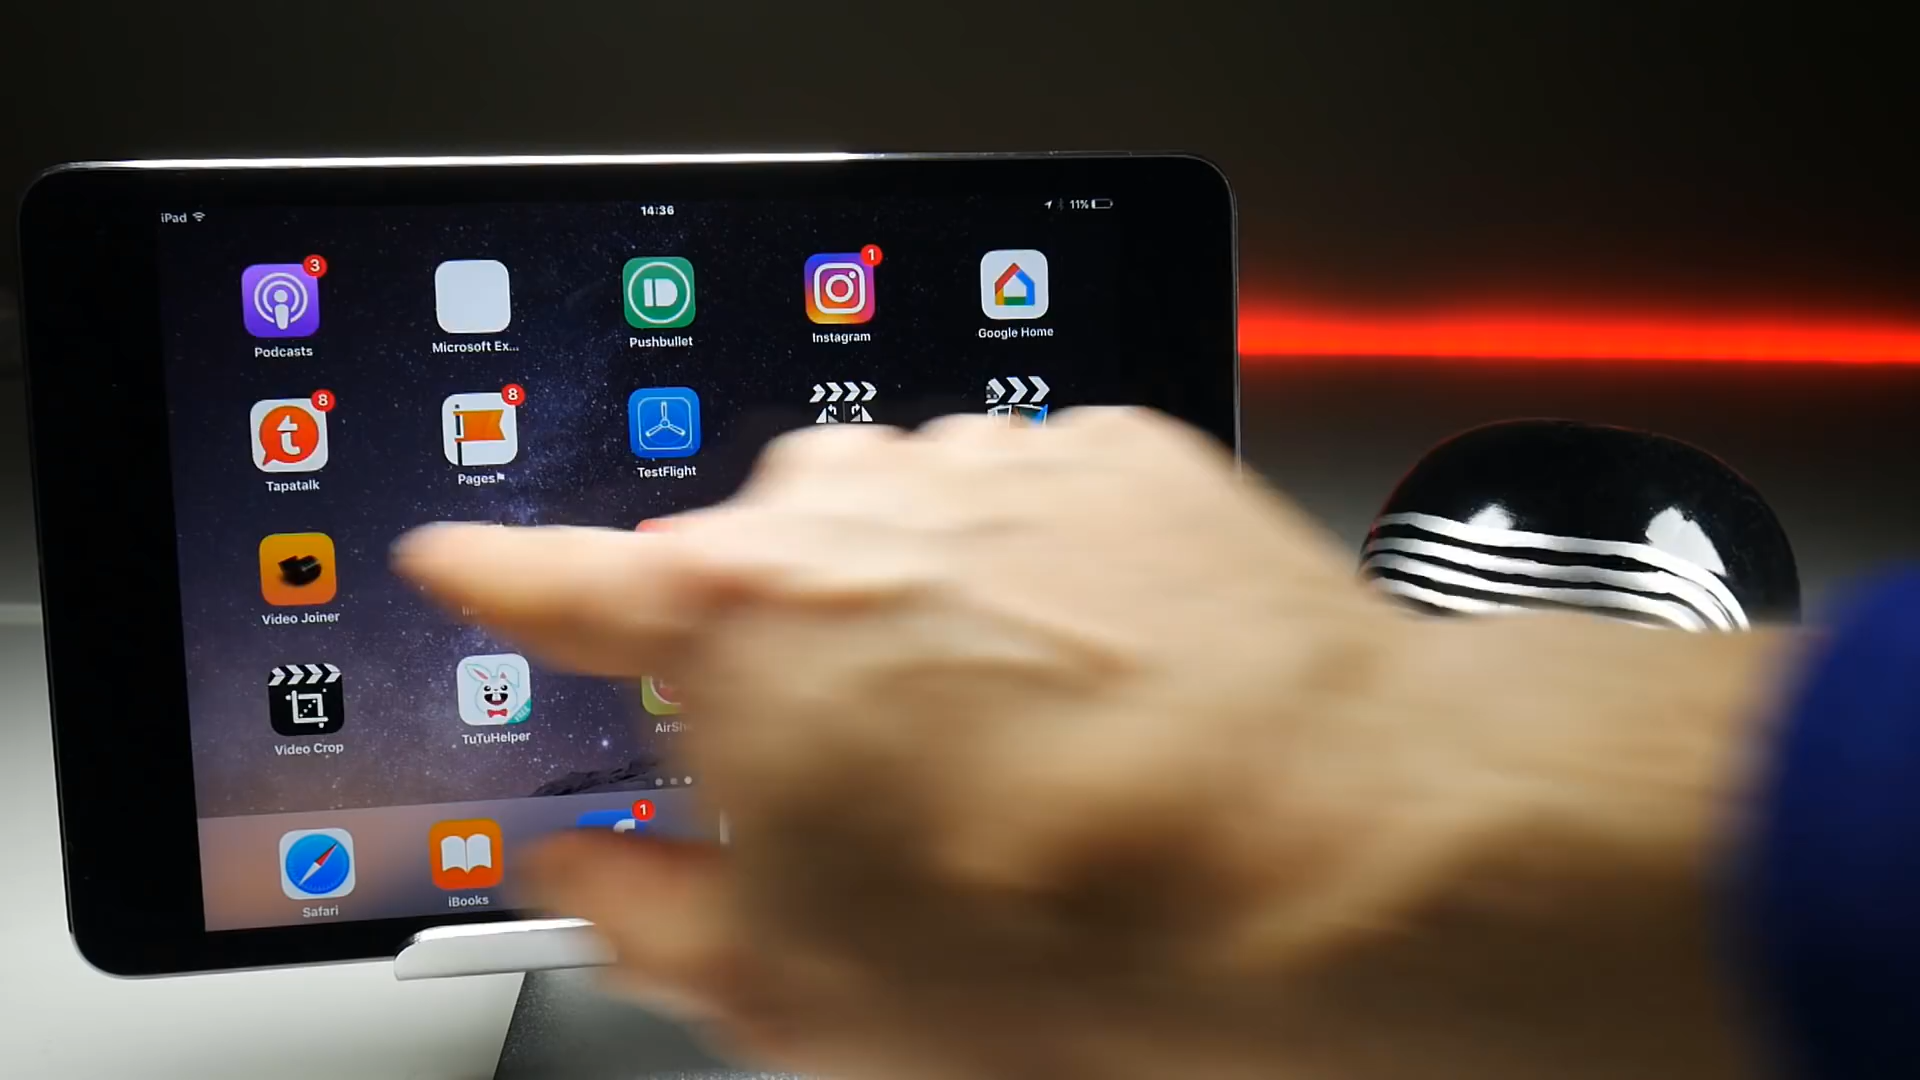 iPad
14:36
11%
3
1
Podcasts
Microsoft Ex...
Pushbullet
Instagram
Google Home
8
8
Tapatalk
Pages
TestFlight
Video Joiner
Video Crop
TuTuHelper
AirSh
1
Safari
iBooks